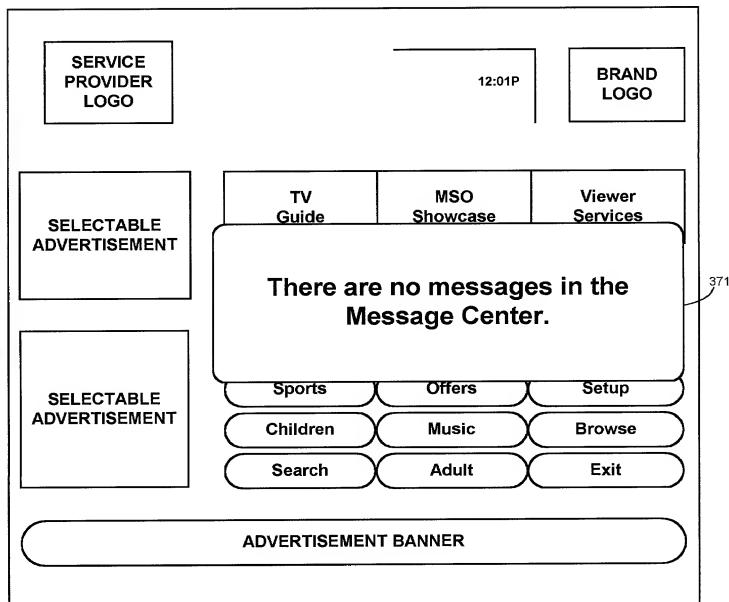 SERVICE
PROVIDER
LOGO
12:01P
BRAND
LOGO
SELECTABLE
ADVERTISEMENT
TV
Guide
MSO
Showcase
Viewer
Services
There are no messages in the
Message Center.
371
SELECTABLE
ADVERTISEMENT
Sports
Offers
Setup
Children
Music
Browse
Search
Adult
Exit
ADVERTISEMENT BANNER